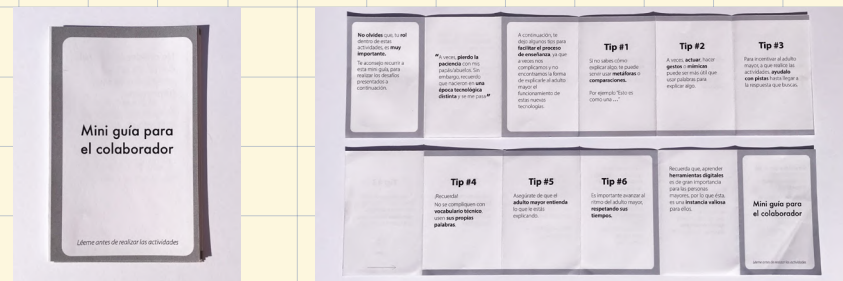 Mini guía para
el colaborador
Léeme antes de realizar las actividades
No olvides que, tu rol
dentro de estas
actividades, es muy
importante.
Te aconsejo recurrir a
esta mini guía, para
realizar los desafíos
presentados a
continuación.
"A veces, pierdo la
paciencia con mis
papás/abuelos. Sin
embargo, recuerdo
que nacieron en una
época tecnológica
distinta y se me pasa"
A continuación, te
dejo algunos tips para
facilitar el proceso
de enseñanza, ya que
a veces nos
complicamos y no
encontramos la forma
de explicarle al adulto
mayor el
funcionamiento de
estas nuevas
tecnologías.
Tip #1
Si no sabes cómo
explicar algo, te puede
servir usar metáforas o
comparaciones.
Por ejemplo "Esto es
como una ...."
Tip #2
A veces, actuar, hacer
gestos o mímicas
puede ser más útil que
usar palabras para
explicar algo.
Tip #3
Para incentivar al adulto
mayor, a que realice las
actividades, ayudalo
con pistas hasta llegar a
la respuesta que buscas.
Tip #4
¡Recuerda!
No se compliquen con
vocabulario técnico,
usen sus propias
palabras.
Tip #5
Asegúrate de que el
adulto mayor entienda
lo que le estás
explicando.
Tip #6
Es importante avanzar al
ritmo del adulto mayor,
respetando sus
tiempos.
Recuerda que, aprender
herramientas digitales
es de gran importancia
para las personas
mayores, por lo que ésta
es una instancia valiosa
para ellos.
Mini guía para
el colaborador
Léeme antes de realizar las actividades